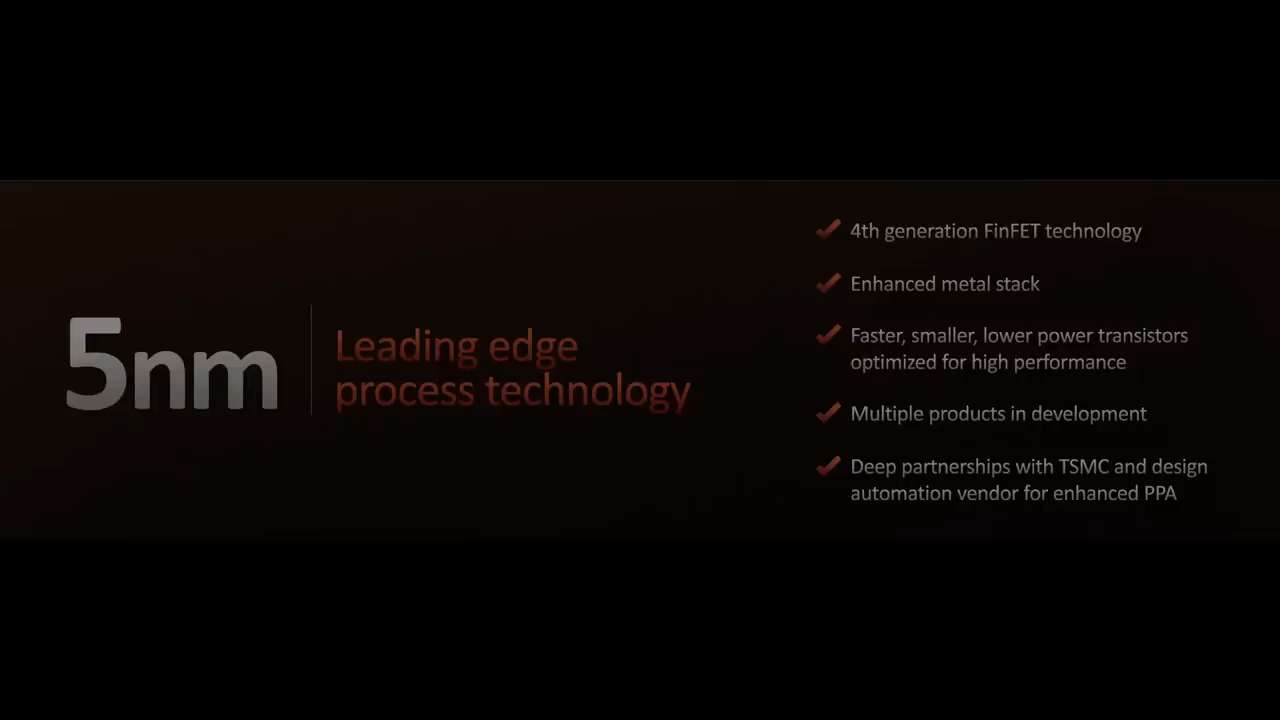 5nm
Leading edge
process technology
4th generation FinFET technology
Enhanced metal stack
Faster, smaller, lower power transistors
optimized for high performance
Multiple products in development
Deep partnerships with TSMC and design
automation vendor for enhanced PPA